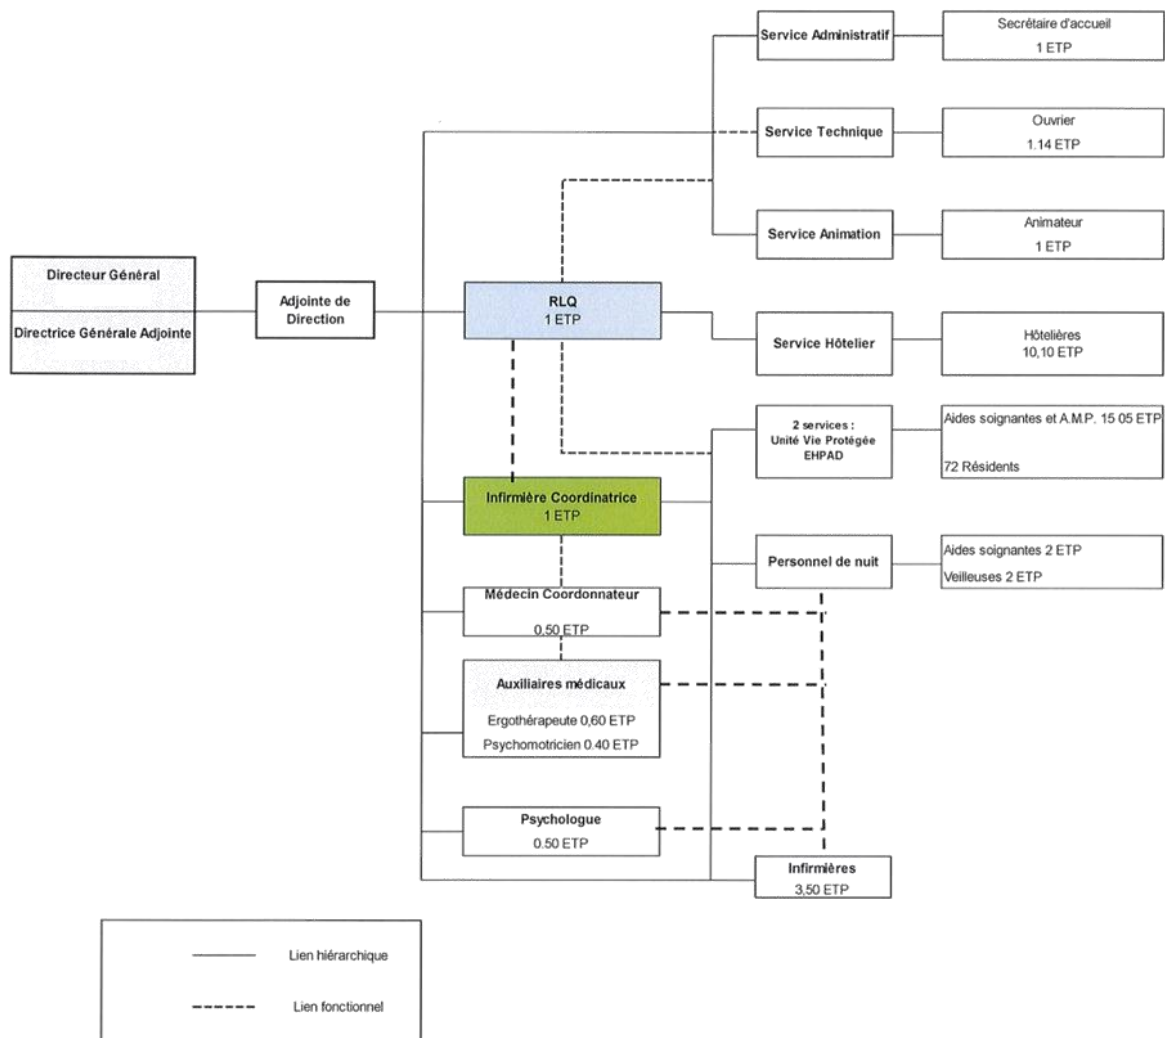 Service Administratif
Secrétaire d'accueil
1 ETP
Service Technique
Ouvrier
1.14 ETP
Service Animation
Animateur
1 ETP
Directeur Général
Directrice Générale Adjointe
Adjointe de
Direction
RLQ
1 ETP
Service Hôtelier
Hôtelières
10,10 ETP
2 services :
Unité Vie Protégée
EHPAD
Aides soignantes et A.M.P. 15 05 ETP
72 Résidents
Infirmière Coordinatrice
1 ETP
Personnel de nuit
Aides soignantes 2 ETP
Veilleuses 2 ETP
Médecin Coordonnateur
0,50 ETP
Auxiliaires médicaux
Ergothérapeute 0,60 ETP
Psychomotricien 0.40 ETP
Psychologue
0.50 ETP
Infirmières
3,50 ETP
Lien hiérarchique
Lien fonctionnel